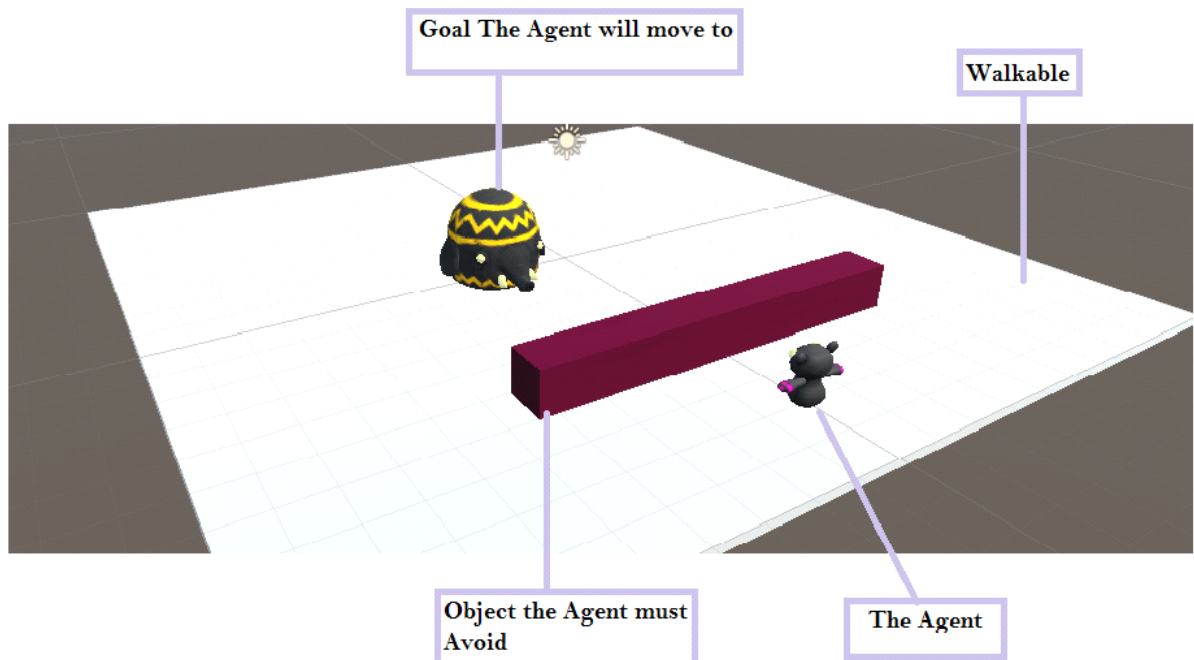 Goal The Agent will move to
Walkable
Object the Agent must
Avoid
The Agent